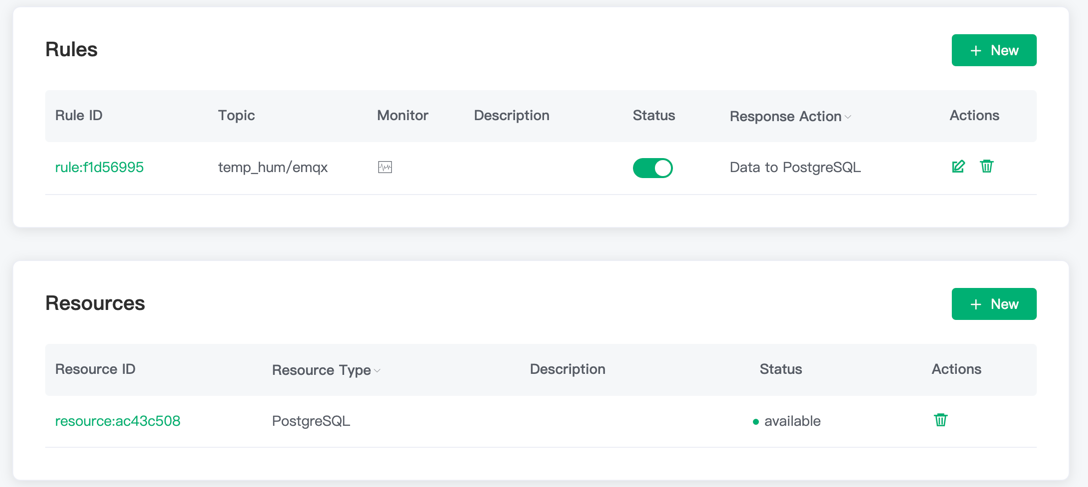 Rules
+ New
Rule ID Topic Monitor Description Status Response Action Actions
rule:f1d56995 temp_hum/emqx Data to PostgreSQL
Resources
+ New
Resource ID Resource Type Description Status Actions
resource:ac43c508 PostgreSQL available